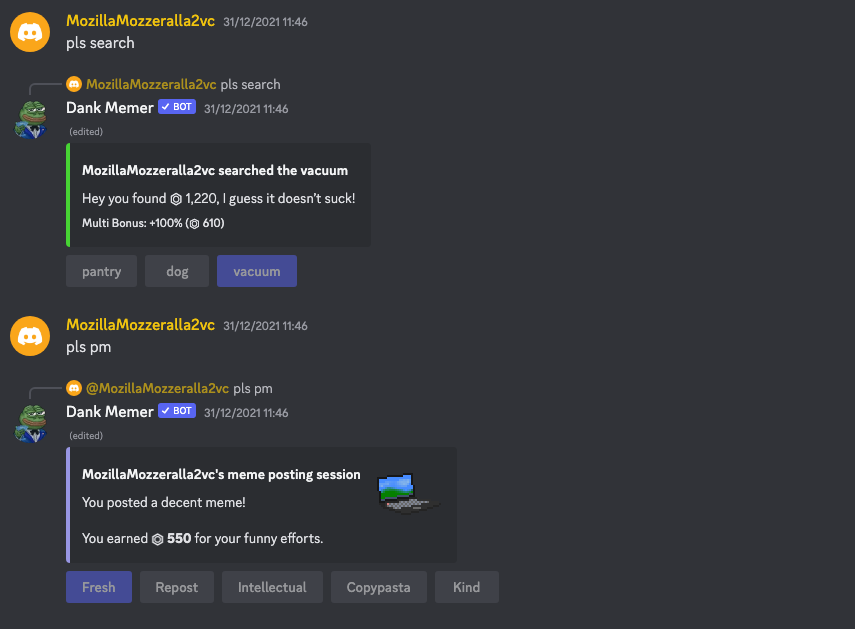 MozillaMozzeralla2vc 31/12/2021 11:46
pls search
MozillaMozzeralla2vc pls search
Dank Memer ✓ BOT 31/12/2021 11:46
(edited)
MozillaMozzeralla2vc searched the vacuum
Hey you found 1,220, I guess it doesn't suck!
Multi Bonus: +100% (610)
pantry dog vacuum
MozillaMozzeralla2vc 31/12/2021 11:46
pls pm
@MozillaMozzeralla2vc pls pm
Dank Memer ✓ BOT 31/12/2021 11:46
(edited)
MozillaMozzeralla2vc's meme posting session
You posted a decent meme!
You earned 550 for your funny efforts.
Fresh Repost Intellectual Copypasta Kind